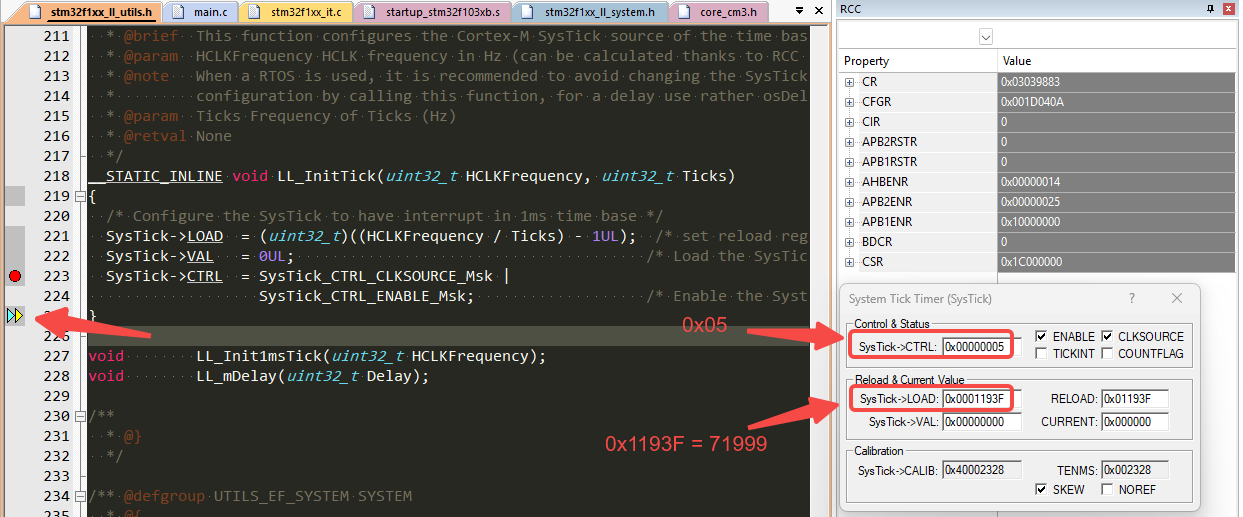 stm32f1xx_ll_utils.h main.c stm32f1xx_it.c startup_stm32f103xb.s stm32f1xx_ll_system.h core_cm3.h
211 * @brief This function configures the Cortex-M SysTick source of the time bas
212 * @param HCLKFrequency HCLK frequency in Hz (can be calculated thanks to RCC
213 * @note When a RTOS is used, it is recommended to avoid changing the SysTick
214 configuration by calling this function, for a delay use rather osDel
215 * @param Ticks Frequency of Ticks (Hz)
216 * @retval None
217 */
218 __STATIC_INLINE void LL_InitTick(uint32_t HCLKFrequency, uint32_t Ticks)
219 {
220 /* Configure the SysTick to have interrupt in 1ms time base */
221 SysTick->LOAD = (uint32_t)((HCLKFrequency / Ticks) - 1UL); /* set reload reg
222 SysTick->VAL = 0UL; /* Load the SysTic
223 SysTick->CTRL = SysTick_CTRL_CLKSOURCE_Msk |
224 SysTick_CTRL_ENABLE_Msk; /* Enable the Syst
}
226
227 void LL_Init1msTick(uint32_t HCLKFrequency);
228 void LL_mDelay(uint32_t Delay);
229
230 /**
231 * @}
232 */
233
234 /** @defgroup UTILS_EF_SYSTEM SYSTEM
235 * @{
0x05
0x1193F = 71999
RCC
Property Value
CR 0x03039883
CFGR 0x001D040A
CIR 0
APB2RSTR 0
APB1RSTR 0
AHBENR 0x00000014
APB2ENR 0x00000025
APB1ENR 0x10000000
BDCR 0
CSR 0x1C000000
System Tick Timer (SysTick) ?
Control & Status
SysTick->CTRL: 0x00000005 ENABLE CLKSOURCE
TICKINT COUNTFLAG
Reload & Current Value
SysTick->LOAD: 0x0001193F RELOAD: 0x01193F
SysTick->VAL: 0x00000000 CURRENT: 0x000000
Calibration
SysTick->CALIB: 0x40002328 TENMS: 0x002328
SKEW NOREF